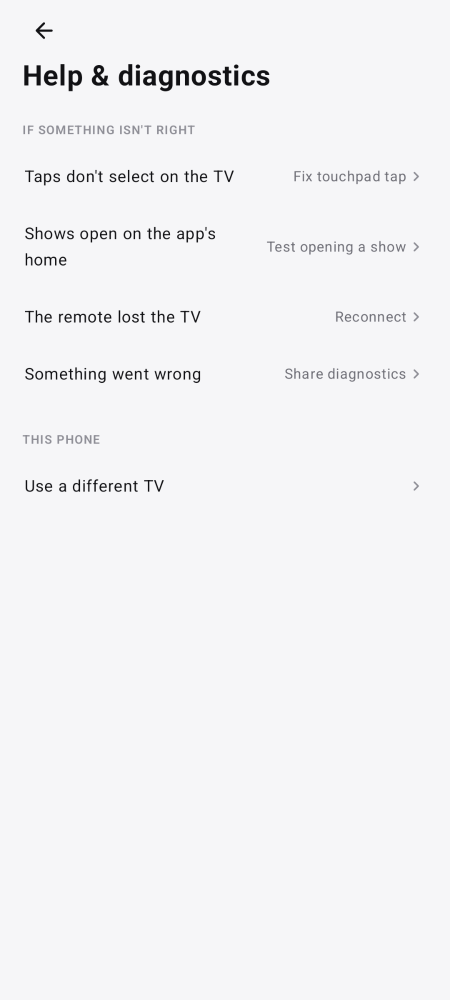 Help & diagnostics
IF SOMETHING ISN'T RIGHT
Taps don't select on the TV
Fix touchpad tap
Shows open on the app's
home
Test opening a show
The remote lost the TV
Reconnect
Something went wrong
Share diagnostics
THIS PHONE
Use a different TV